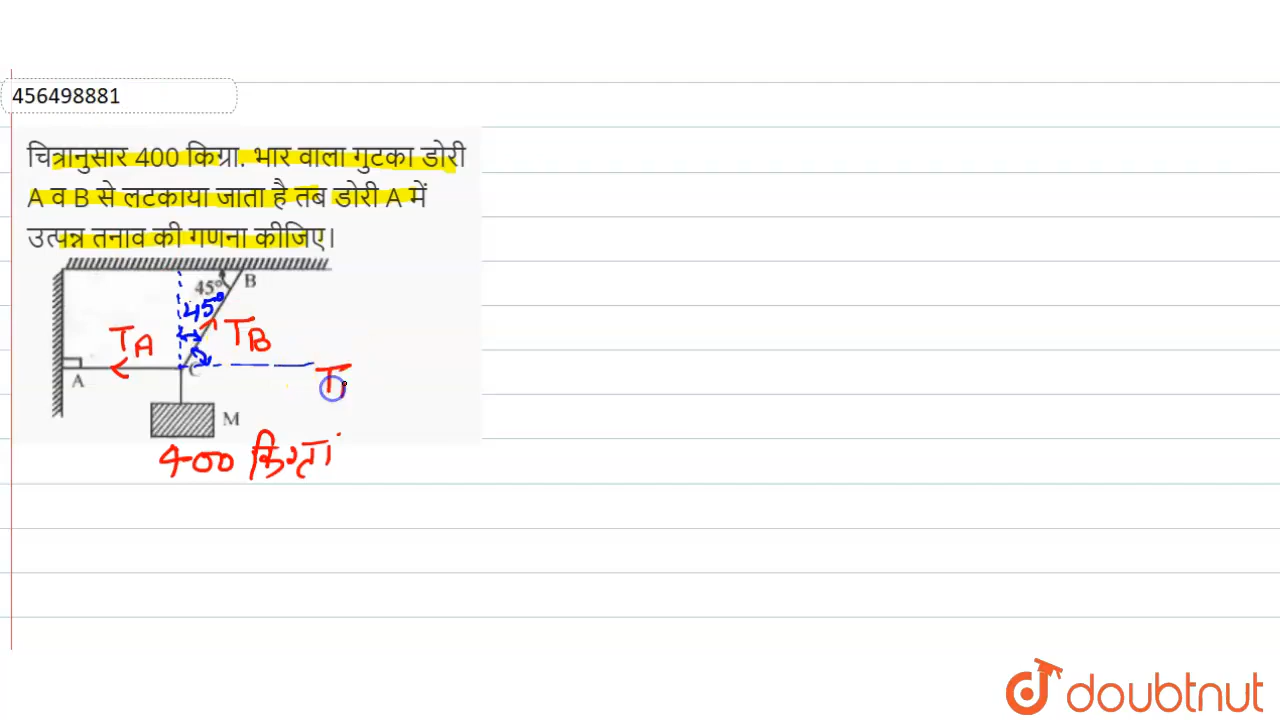 456498881
चित्रानुसार 400 किग्रा. भार वाला गुटका डोरी
A व B से लटकाया जाता है तब डोरी A में
उत्पन्न तनाव की गणना कीजिए।
45° B
45°
TA TB
A C
T
M
400
doubtnut